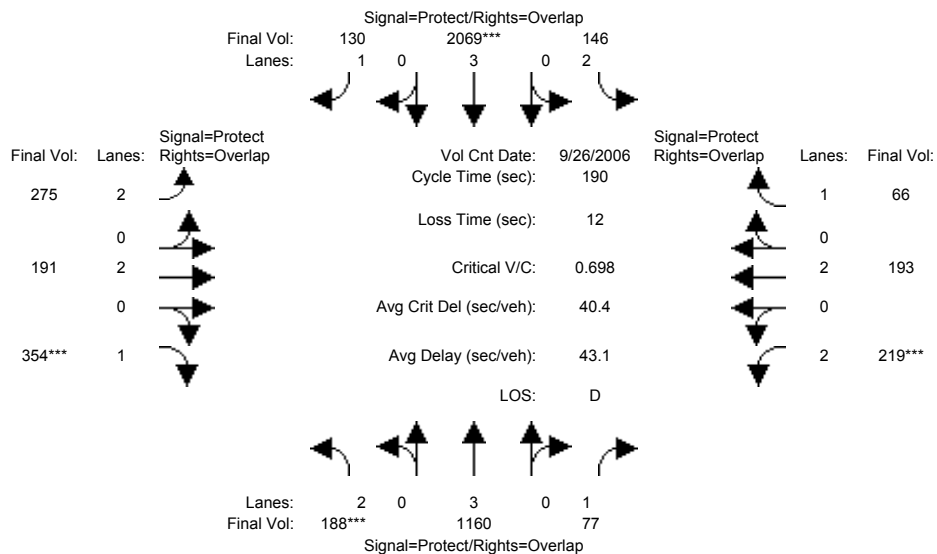 Signal=Protect/Rights=Overlap
Final Vol: 130 2069*** 146
Lanes: 1 0 3 0 2
Signal=Protect Signal=Protect
Final Vol: Lanes: Rights=Overlap Vol Cnt Date: 9/26/2006 Rights=Overlap Lanes: Final Vol:
Cycle Time (sec): 190
275 2 1 66
Loss Time (sec): 12
0 0
191 2 Critical V/C: 0.698 2 193
0 Avg Crit Del (sec/veh): 40.4 0
354*** 1 Avg Delay (sec/veh): 43.1 2 219***
LOS: D
Lanes: 2 0 3 0 1
Final Vol: 188*** 1160 77
Signal=Protect/Rights=Overlap